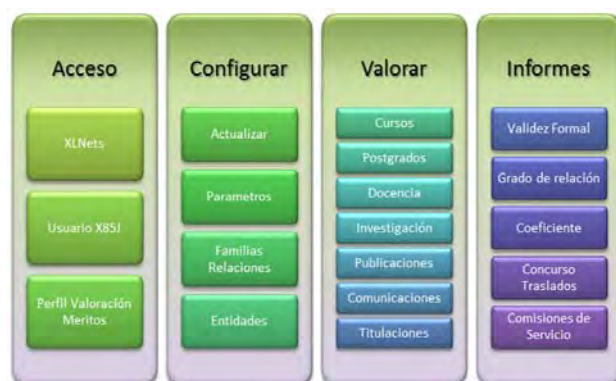 Acceso
XLNets
Usuario X85J
Perfil Valoración
Meritos
Configurar
Actualizar
Parametros
Familias
Relaciones
Entidades
Valorar
Cursos
Postgrados
Docencia
Investigación
Publicaciones
Comunicaciones
Titulaciones
Informes
Validez Formal
Grado de relación
Coeficiente
Concurso
Traslados
Comisiones de
Servicio